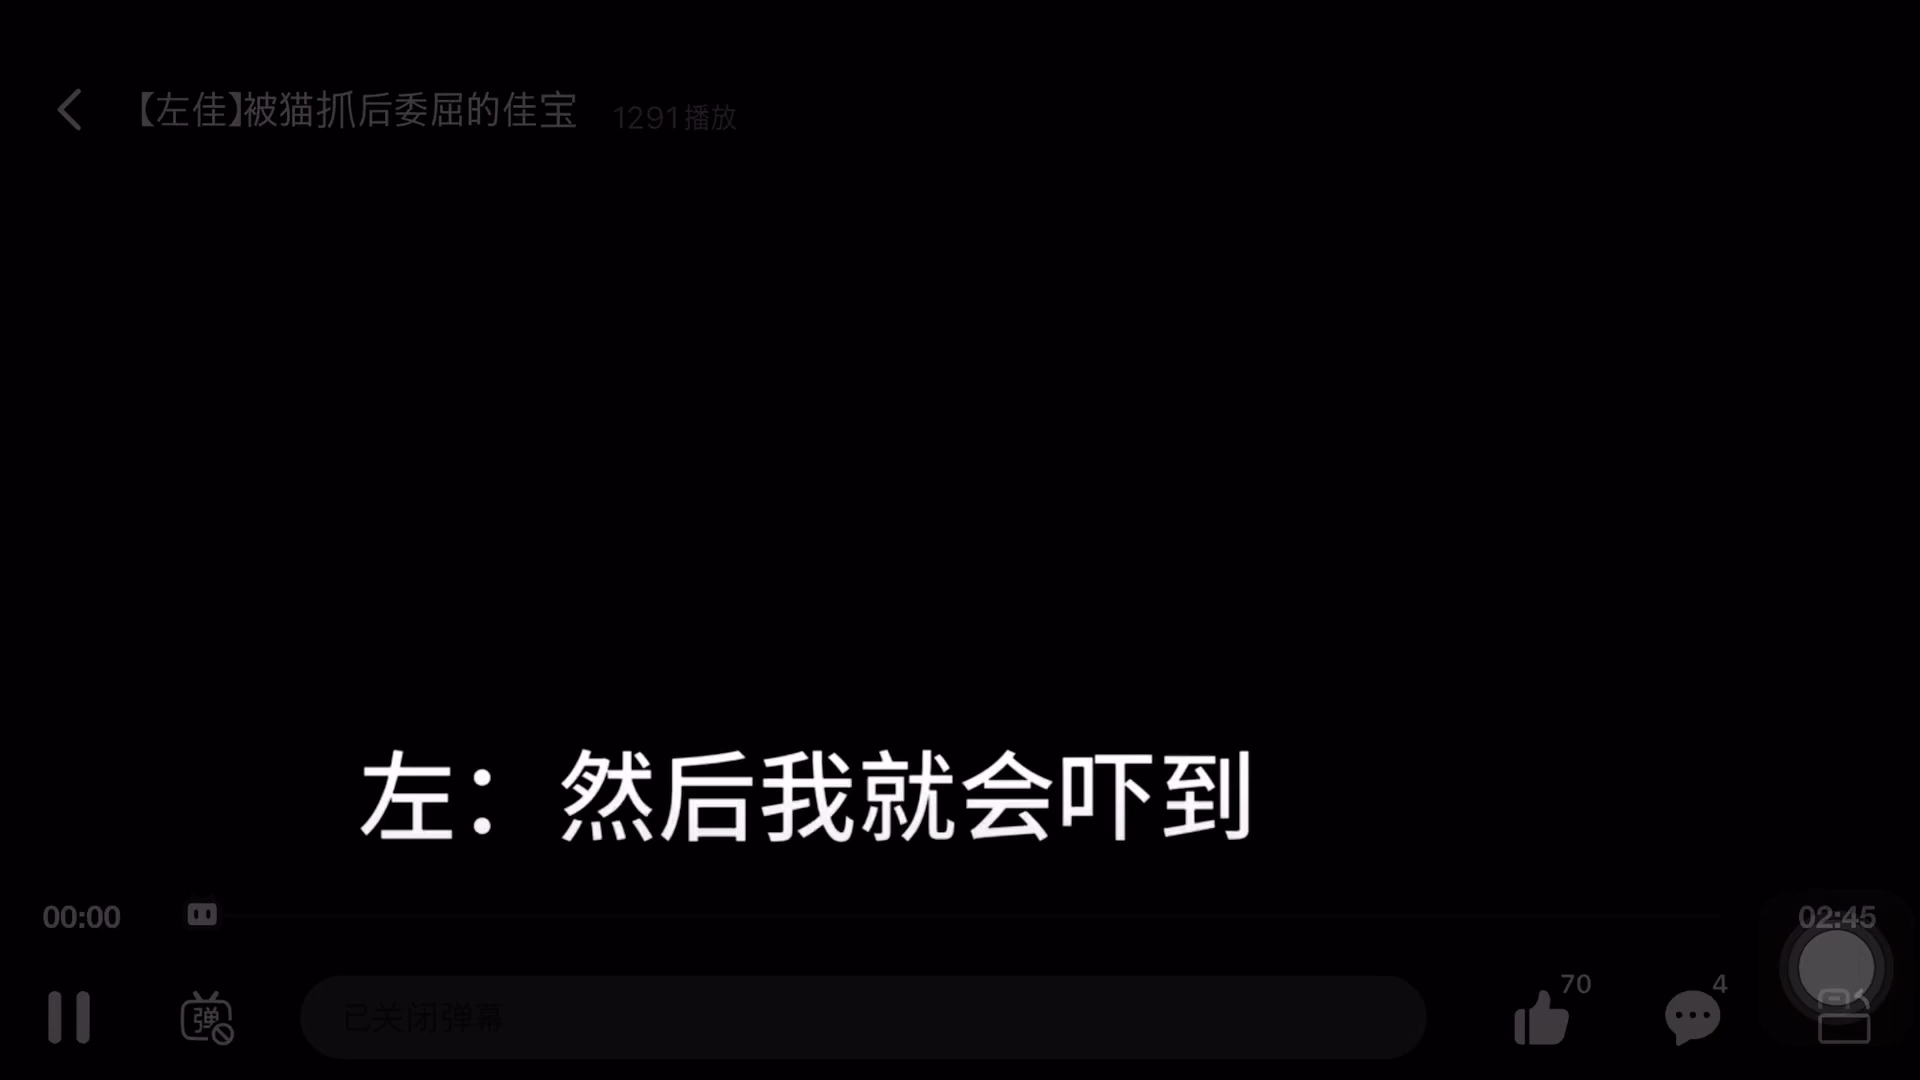 【左佳】被猫抓后委屈的佳宝 1291播放
左：然后我就会吓到
00:00 02:45
弹 已关闭弹幕 70 4